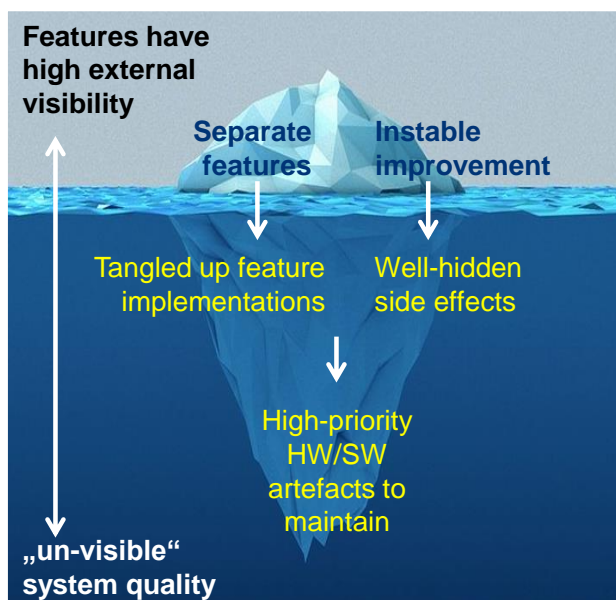 Features have
high external
visibility
Separate
features
Instable
improvement
Tangled up feature
implementations
Well-hidden
side effects
High-priority
HW/SW
artefacts to
maintain
„un-visible“
system quality